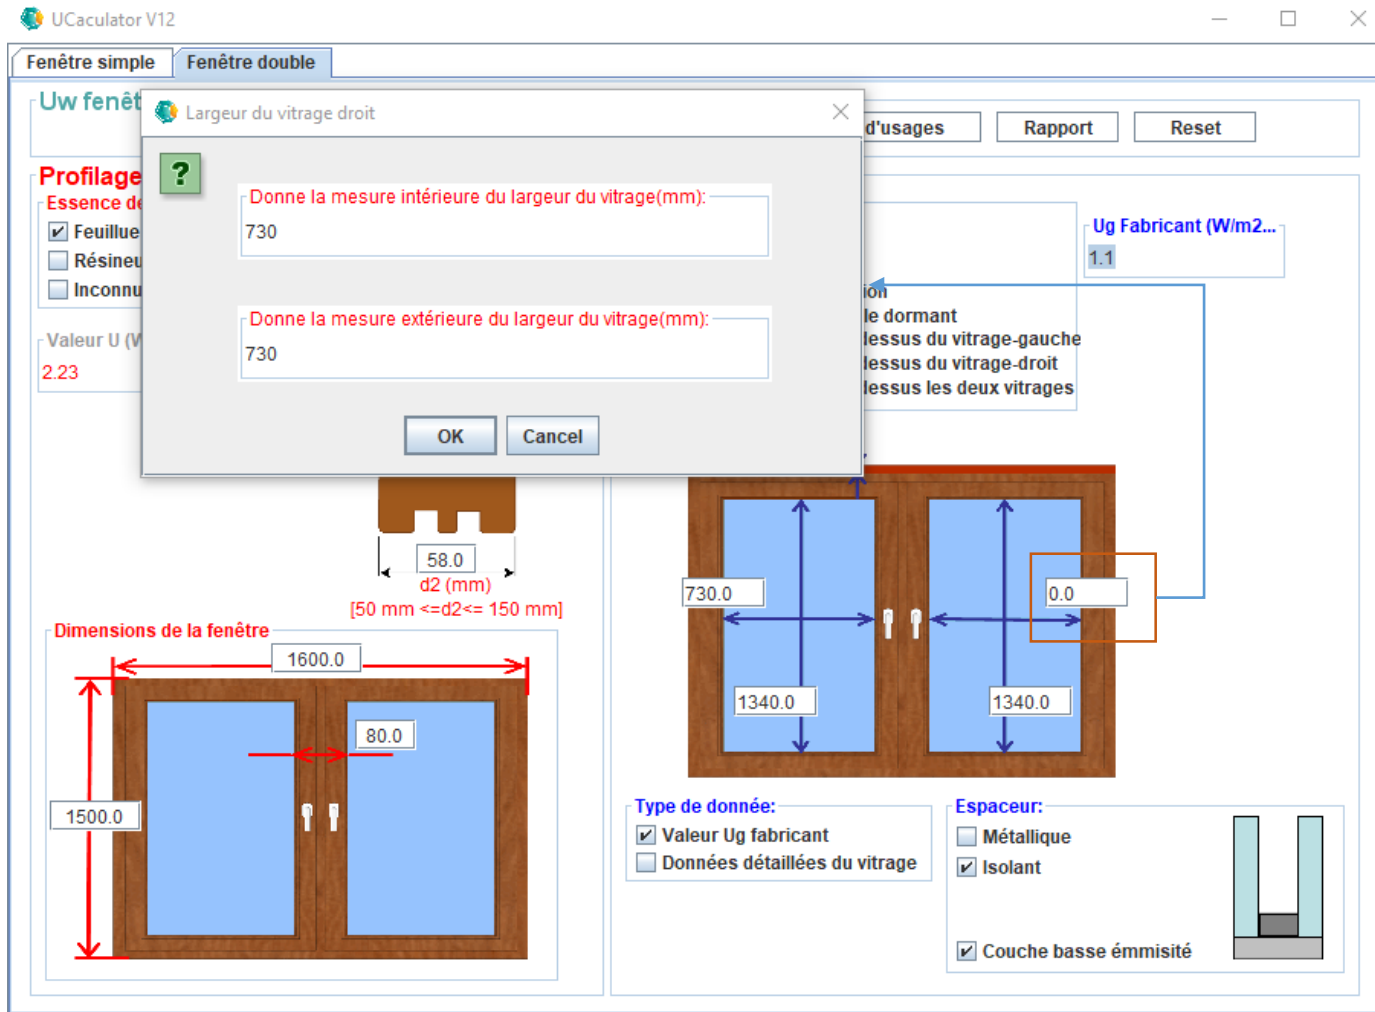 UCaculator V12
Fenêtre simple
Fenêtre double
Uw fenêt
d'usages
Rapport
Reset
Largeur du vitrage droit
?
Donne la mesure intérieure du largeur du vitrage(mm):
730
Donne la mesure extérieure du largeur du vitrage(mm):
730
OK
Cancel
Profilage
Essence de
Feuillue
Résineu
Inconnu
Valeur U (W
2.23
58.0
d2 (mm)
[50 mm <=d2<= 150 mm]
Dimensions de la fenêtre
1600.0
80.0
1500.0
Ug Fabricant (W/m2...
1.1
ion
le dormant
dessus du vitrage-gauche
dessus du vitrage-droit
dessus les deux vitrages
730.0
0.0
1340.0
1340.0
Type de donnée:
Valeur Ug fabricant
Données détaillées du vitrage
Espaceur:
Métallique
Isolant
Couche basse émmisité